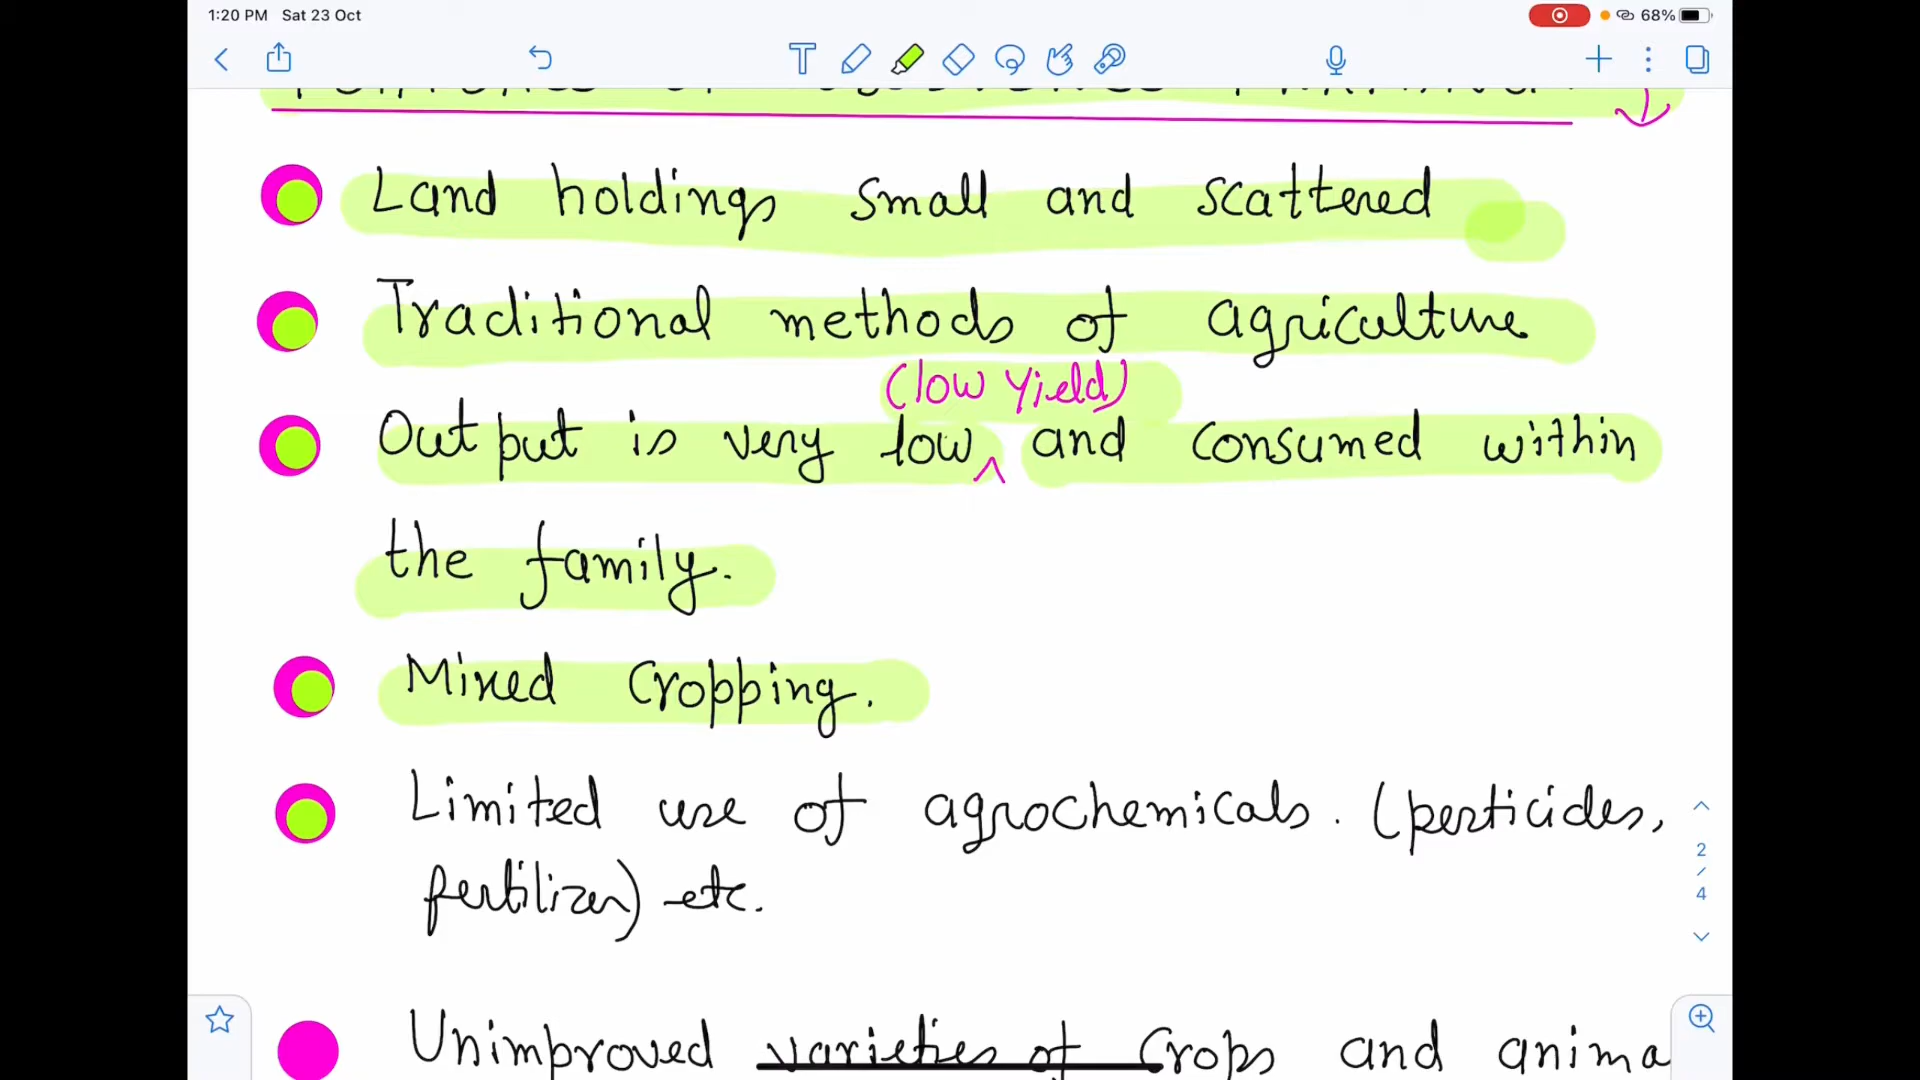 1:20 PM Sat 23 Oct
68%
Land holdings small and scattered
Traditional methods of agriculture
(low yield)
Output is very low ^ and consumed within
the family.
Mixed Cropping.
Limited use of agrochemicals. (pesticides,
fertilizer) etc.
2
/
4
Unimproved varieties of Crops and anima